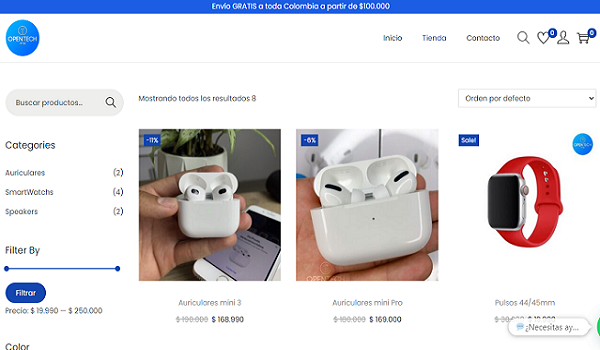 Envío GRATIS a toda Colombia a partir de $100.000
OPENTECH
Inicio
Tienda
Contacto
0
0
Buscar productos..
Mostrando todos los resultados 8
Orden por defecto
Categories
Auriculares (2)
SmartWatchs (4)
Speakers (2)
Filter By
Filtrar
Precio: $ 19.990 — $ 250.000
Color
-11%
Auriculares mini 3
$ 190.000 $ 168.990
-6%
OPENTECH
Auriculares mini Pro
$ 180.000 $ 169.000
Sale!
OPENTECH
Pulsos 44/45mm
¿Necesitas ay...